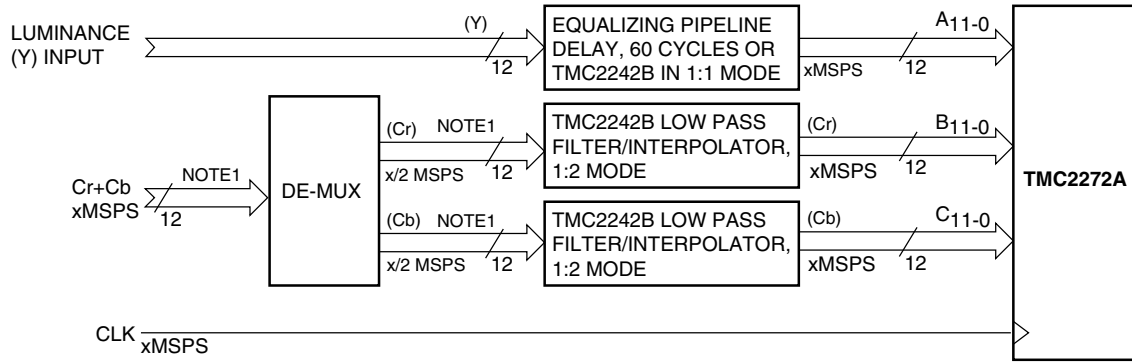 LUMINANCE
(Y) INPUT
(Y)
12
EQUALIZING PIPELINE
DELAY, 60 CYCLES OR
TMC2242B IN 1:1 MODE
xMSPS
12
A11-0
Cr+Cb
xMSPS
NOTE1
12
DE-MUX
(Cr)
NOTE1
x/2 MSPS
12
TMC2242B LOW PASS
FILTER/INTERPOLATOR,
1:2 MODE
(Cr)
xMSPS
12
B11-0
(Cb)
NOTE1
x/2 MSPS
12
TMC2242B LOW PASS
FILTER/INTERPOLATOR,
1:2 MODE
(Cb)
xMSPS
12
C11-0
TMC2272A
CLK
xMSPS